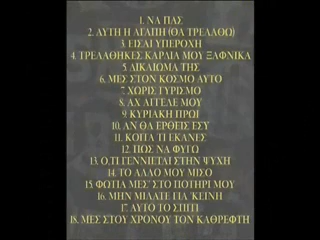 1. ΝΑ ΠΑΣ
2. ΑΥΤΗ Η ΑΓΑΠΗ (ΘΑ ΤΡΕΛΑΘΩ)
3. ΕΙΣΑΙ ΥΠΕΡΟΧΗ
4. ΤΡΕΛΑΘΗΚΕΣ ΚΑΡΔΙΑ ΜΟΥ ΞΑΦΝΙΚΑ
5. ΔΙΚΑΙΩΜΑ ΤΗΣ
6. ΜΕΣ ΣΤΟΝ ΚΟΣΜΟ ΑΥΤΟ
7. ΧΩΡΙΣ ΓΥΡΙΣΜΟ
8. ΑΧ ΑΓΓΕΛΕ ΜΟΥ
9. ΚΥΡΙΑΚΗ ΠΡΩΙ
10. ΑΝ ΘΑ ΕΡΘΕΙΣ ΕΣΥ
11. ΚΟΙΤΑ ΤΙ ΕΚΑΝΕΣ
12. ΠΩΣ ΝΑ ΦΥΓΩ
13. Ο,ΤΙ ΓΕΝΝΙΕΤΑΙ ΣΤΗΝ ΨΥΧΗ
14. ΤΟ ΑΛΛΟ ΜΟΥ ΜΙΣΟ
15. ΦΩΤΙΑ ΜΕΣ' ΣΤΟ ΠΟΤΗΡΙ ΜΟΥ
16. ΜΗΝ ΜΙΛΑΤΕ ΓΙΑ 'ΚΕΙΝΗ
17. ΑΥΤΟ ΤΟ ΣΠΙΤΙ
18. ΜΕΣ ΣΤΟΥ ΧΡΟΝΟΥ ΤΟΝ ΚΑΘΡΕΦΤΗ